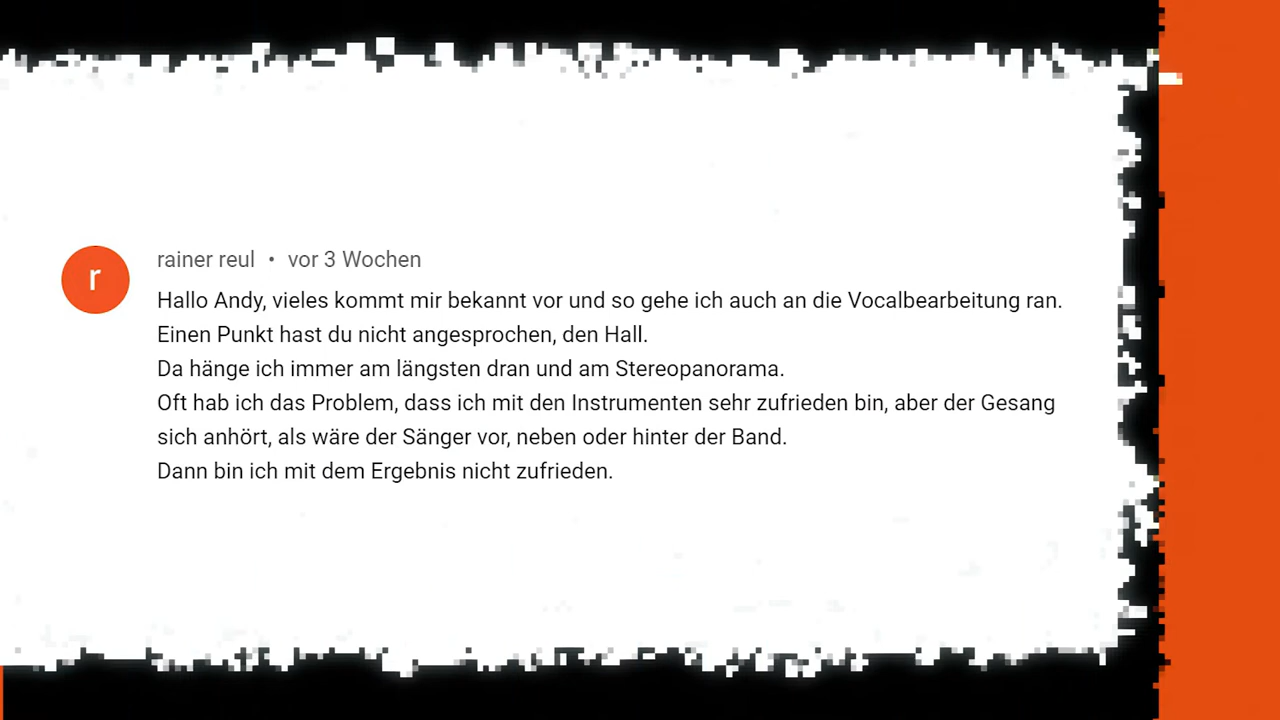 r
rainer reul • vor 3 Wochen
Hallo Andy, vieles kommt mir bekannt vor und so gehe ich auch an die Vocalbearbeitung ran.
Einen Punkt hast du nicht angesprochen, den Hall.
Da hänge ich immer am längsten dran und am Stereopanorama.
Oft hab ich das Problem, dass ich mit den Instrumenten sehr zufrieden bin, aber der Gesang
sich anhört, als wäre der Sänger vor, neben oder hinter der Band.
Dann bin ich mit dem Ergebnis nicht zufrieden.